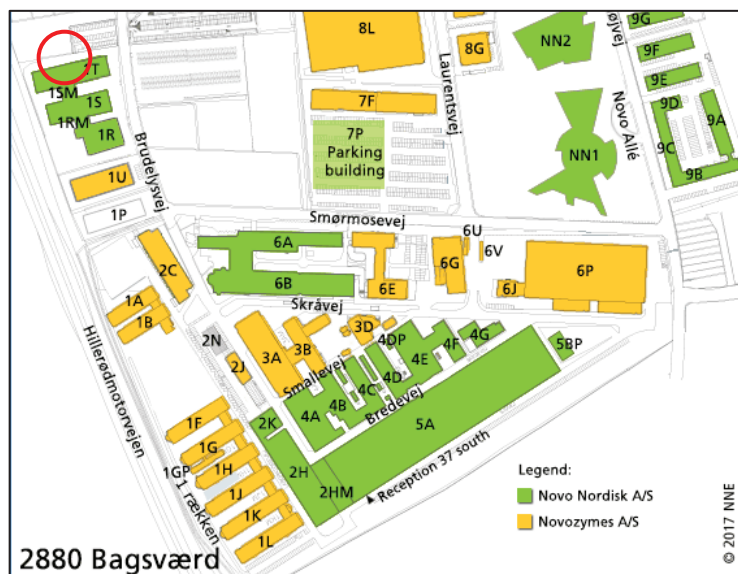 8L
8G
NN2
9G
9F
9E
9D
9A
9C
9B
øjvej
Laurentsvej
Novo Allé
1T
1SM
1S
1RM
1R
7F
7P
Parking
building
NN1
Brudelysvej
1U
1P
Smørmosevej
6A
6U
6V
2C
6B
6E
6G
6J
6P
Skråvej
1A
1B
2N
2J
3A
3B
3D
4DP
4E
4F
4G
5BP
Smallevej
4A
4B
4C
4D
Bredevej
5A
Hillerødmotorvejen
1F
1G
1GP
1H
1J
1K
1L
1 rækken
2K
2H
2HM
Reception 37 south
Legend:
Novo Nordisk A/S
Novozymes A/S
© 2017 NNE
2880 Bagsværd